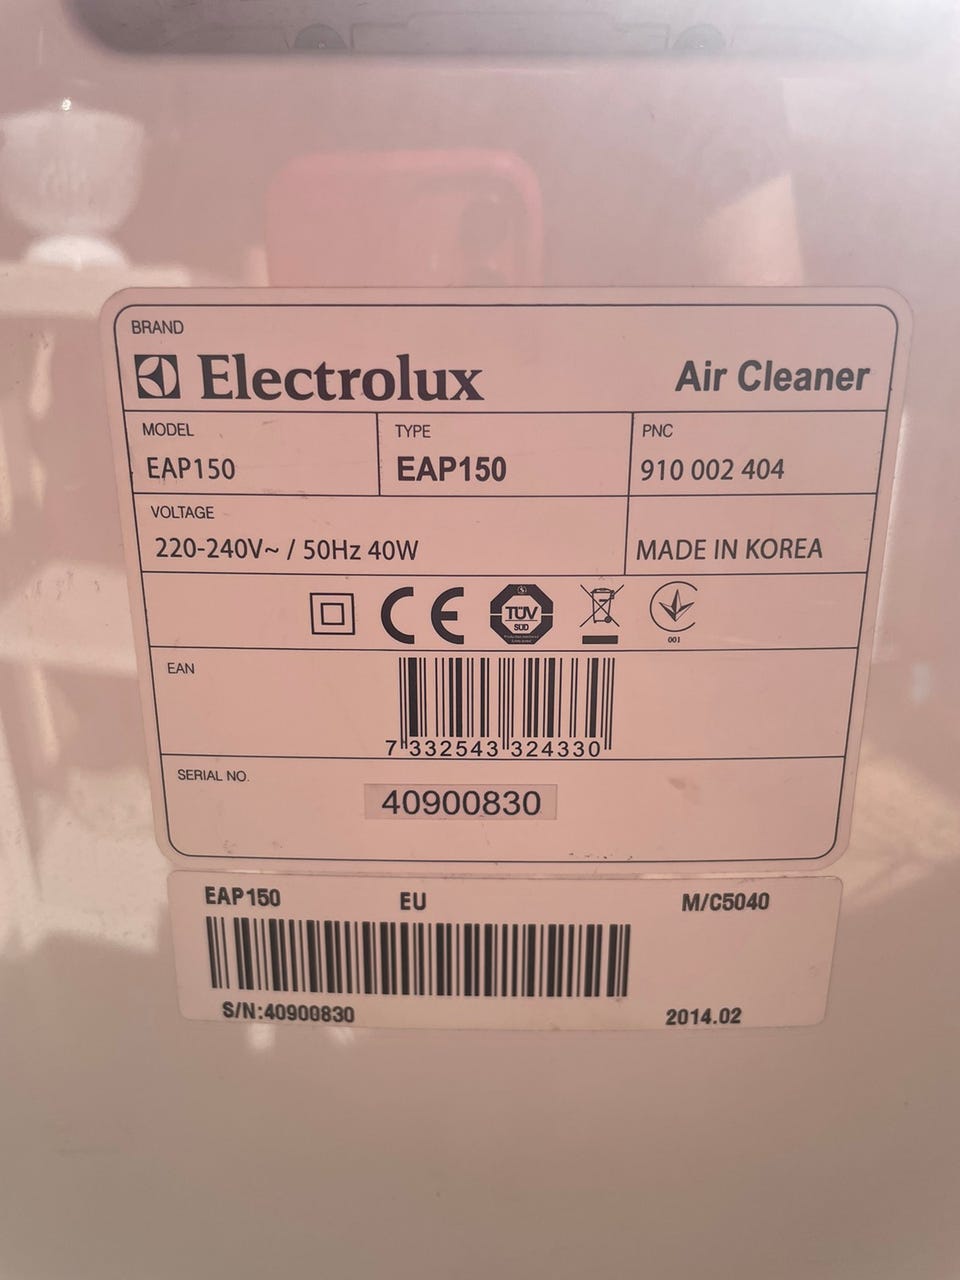 BRAND
Electrolux Air Cleaner
MODEL TYPE PNC
EAP150 EAP150 910 002 404
VOLTAGE
220-240V~ / 50Hz 40W MADE IN KOREA
CE TÜV SÜD 001
EAN
7 332543 324330
SERIAL NO.
40900830
EAP150 EU M/C5040
S/N:40900830 2014.02